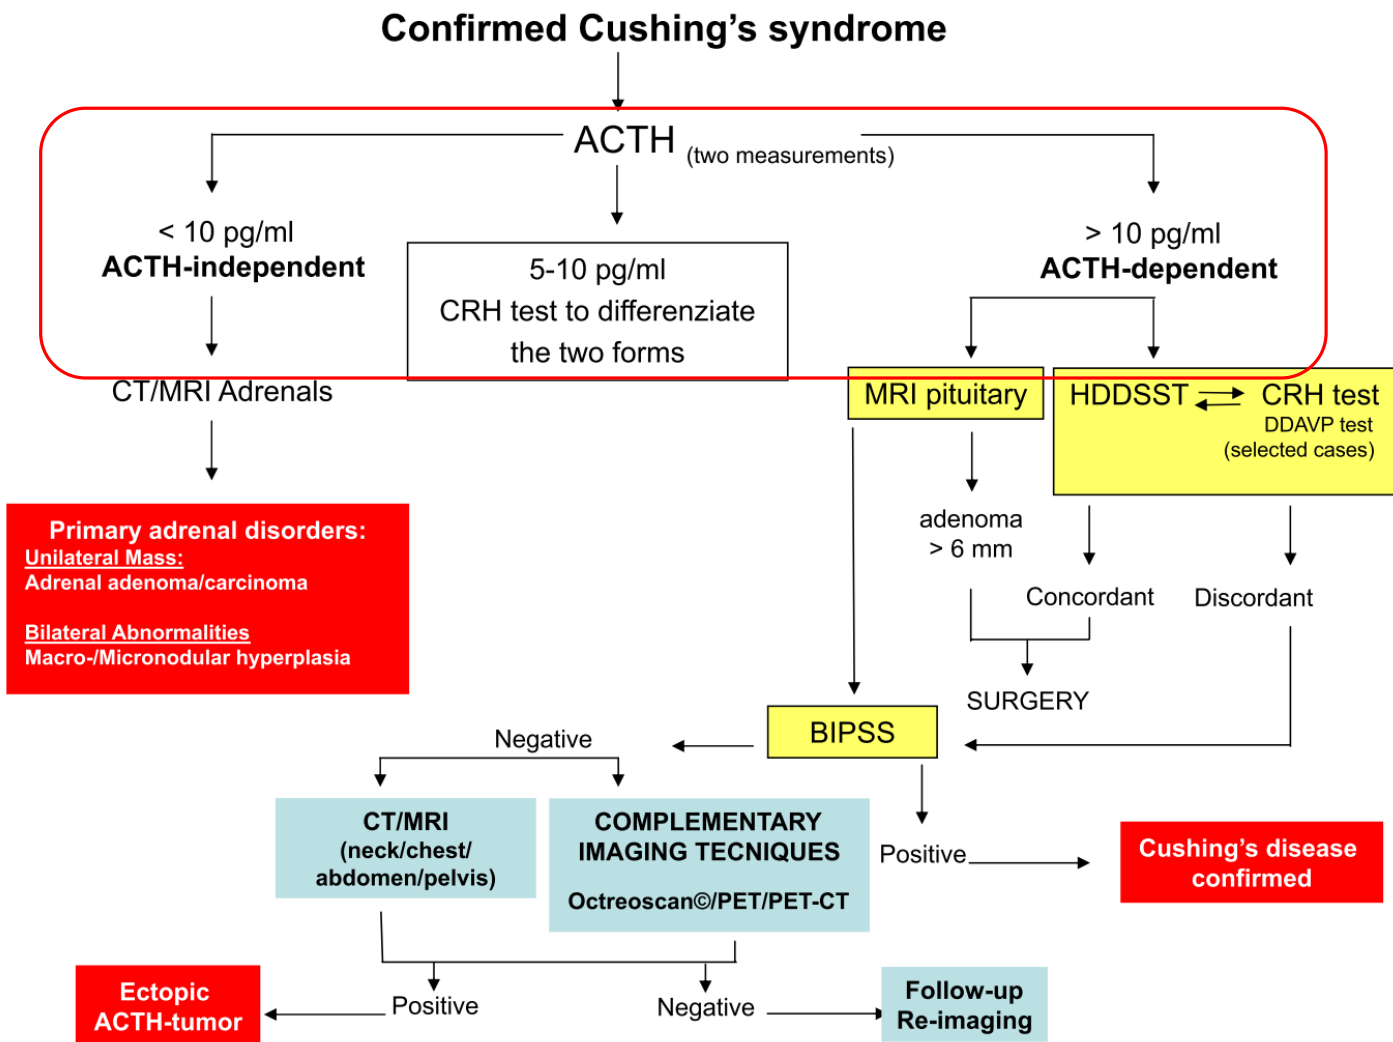 Confirmed Cushing's syndrome
ACTH (two measurements)
< 10 pg/ml
ACTH-independent
5-10 pg/ml
CRH test to differenziate
the two forms
> 10 pg/ml
ACTH-dependent
CT/MRI Adrenals
MRI pituitary
HDDSST
CRH test
DDAVP test
(selected cases)
Primary adrenal disorders:
Unilateral Mass:
Adrenal adenoma/carcinoma
Bilateral Abnormalities
Macro-/Micronodular hyperplasia
adenoma
> 6 mm
Concordant
Discordant
SURGERY
BIPSS
Negative
CT/MRI
(neck/chest/
abdomen/pelvis)
COMPLEMENTARY
IMAGING TECNIQUES
Octreoscan©/PET/PET-CT
Positive
Cushing's disease
confirmed
Ectopic
ACTH-tumor
Positive
Negative
Follow-up
Re-imaging